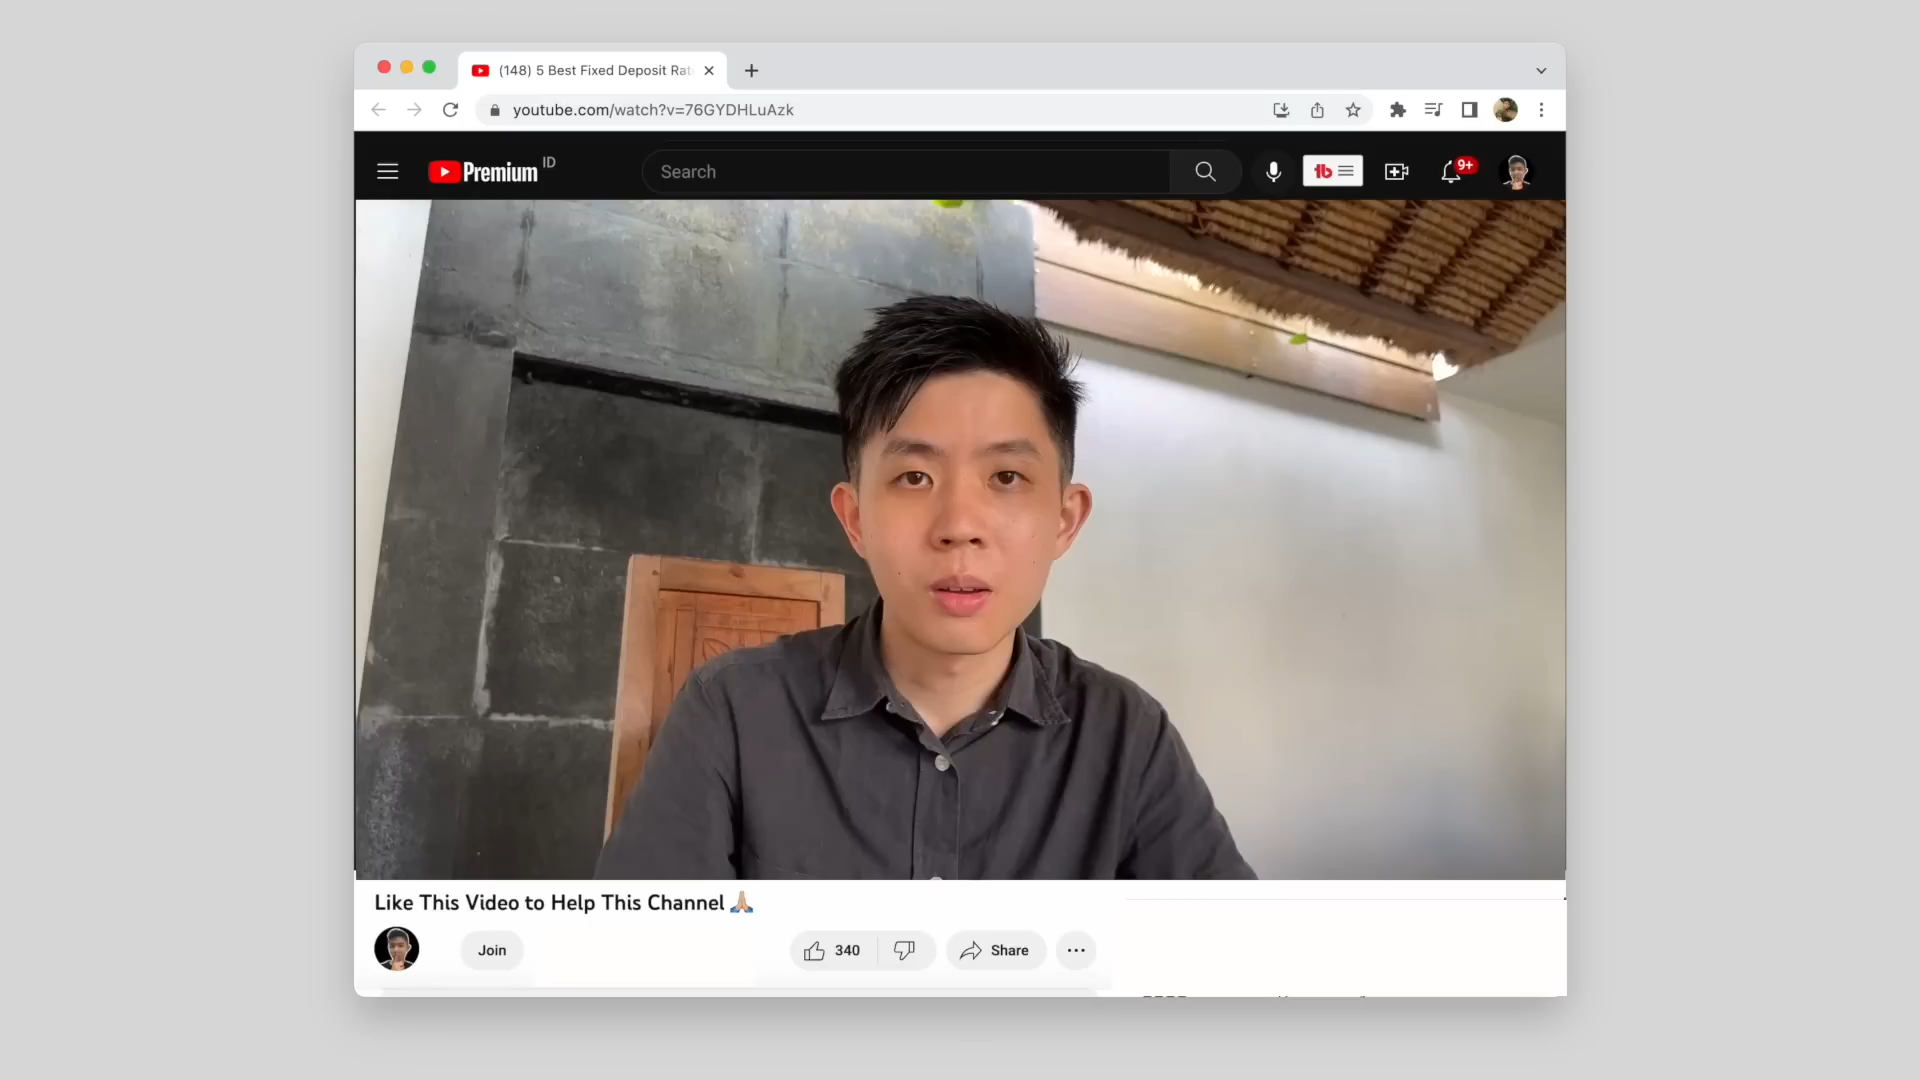 (148) 5 Best Fixed Deposit Rat
youtube.com/watch?v=76GYDHLuAzk
Premium ID
Search
9+
Like This Video to Help This Channel 🙏🏼
Join
340
Share